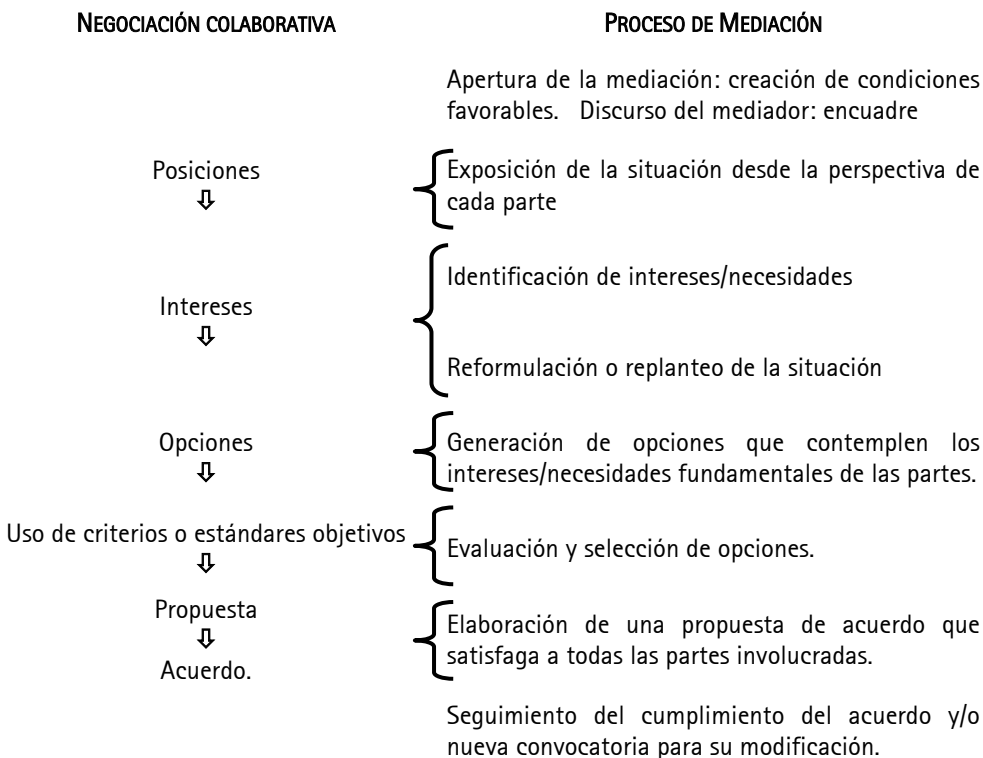 NEGOCIACIÓN COLABORATIVA
PROCESO DE MEDIACIÓN
Apertura de la mediación: creación de condiciones
favorables. Discurso del mediador: encuadre
Posiciones
Exposición de la situación desde la perspectiva de
cada parte
Intereses
Identificación de intereses/necesidades
Reformulación o replanteo de la situación
Opciones
Generación de opciones que contemplen los
intereses/necesidades fundamentales de las partes.
Uso de criterios o estándares objetivos
Evaluación y selección de opciones.
Propuesta
Acuerdo.
Elaboración de una propuesta de acuerdo que
satisfaga a todas las partes involucradas.
Seguimiento del cumplimiento del acuerdo y/o
nueva convocatoria para su modificación.